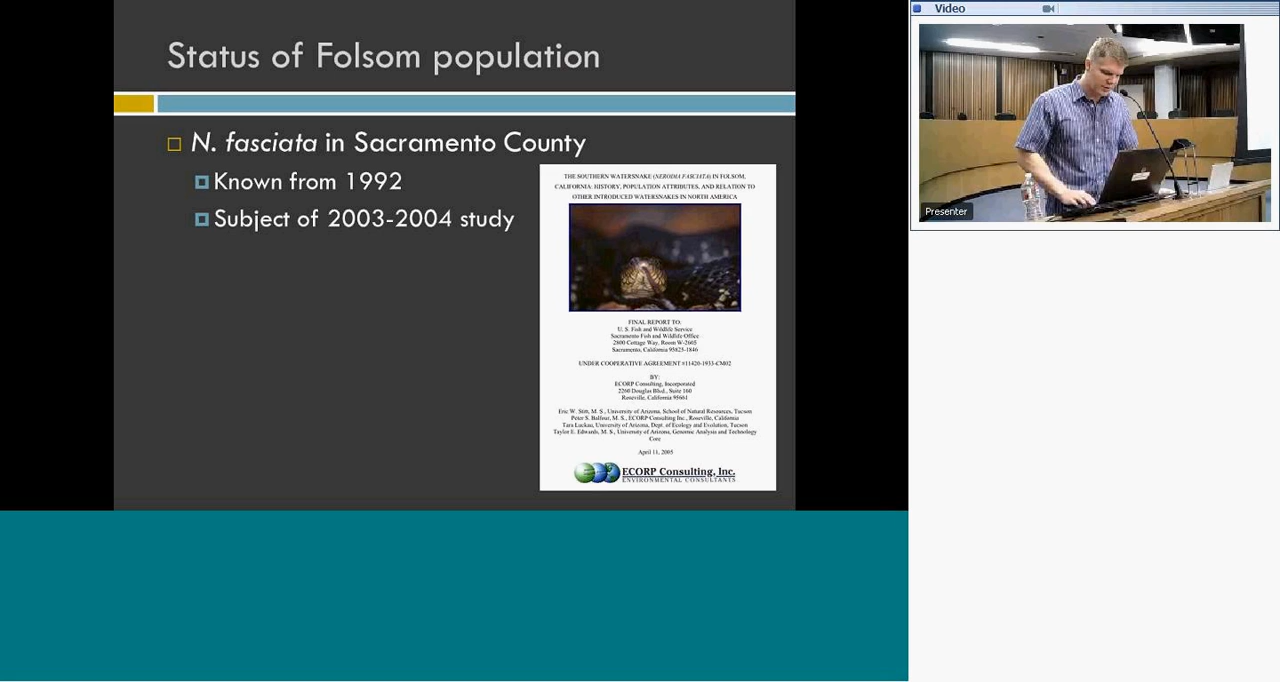 Status of Folsom population
N. fasciata in Sacramento County
Known from 1992
Subject of 2003-2004 study
THE SOUTHERN WATERSNAKE (NERODIA FASCIATA) IN FOLSOM,
CALIFORNIA: HISTORY, POPULATION ATTRIBUTES, AND RELATION TO
OTHER INTRODUCED WATERSNAKES IN NORTH AMERICA
FINAL REPORT TO:
U. S. Fish and Wildlife Service
Sacramento Fish and Wildlife Office
2800 Cottage Way, Room W-2605
Sacramento, California 95825-1846
UNDER COOPERATIVE AGREEMENT #11420-1933-CM02
BY:
ECORP Consulting, Incorporated
2260 Douglas Blvd., Suite 160
Roseville, California 95661
Eric W. Stitt, M. S., University of Arizona, School of Natural Resources, Tucson
Peter S. Balfour, M. S., ECORP Consulting Inc., Roseville, California
Tara Luckau, University of Arizona, Dept. of Ecology and Evolution, Tucson
Taylor E. Edwards, M. S., University of Arizona, Genomic Analysis and Technology
Core
April 11, 2005
ECORP Consulting, Inc.
ENVIRONMENTAL CONSULTANTS
Video
Presenter